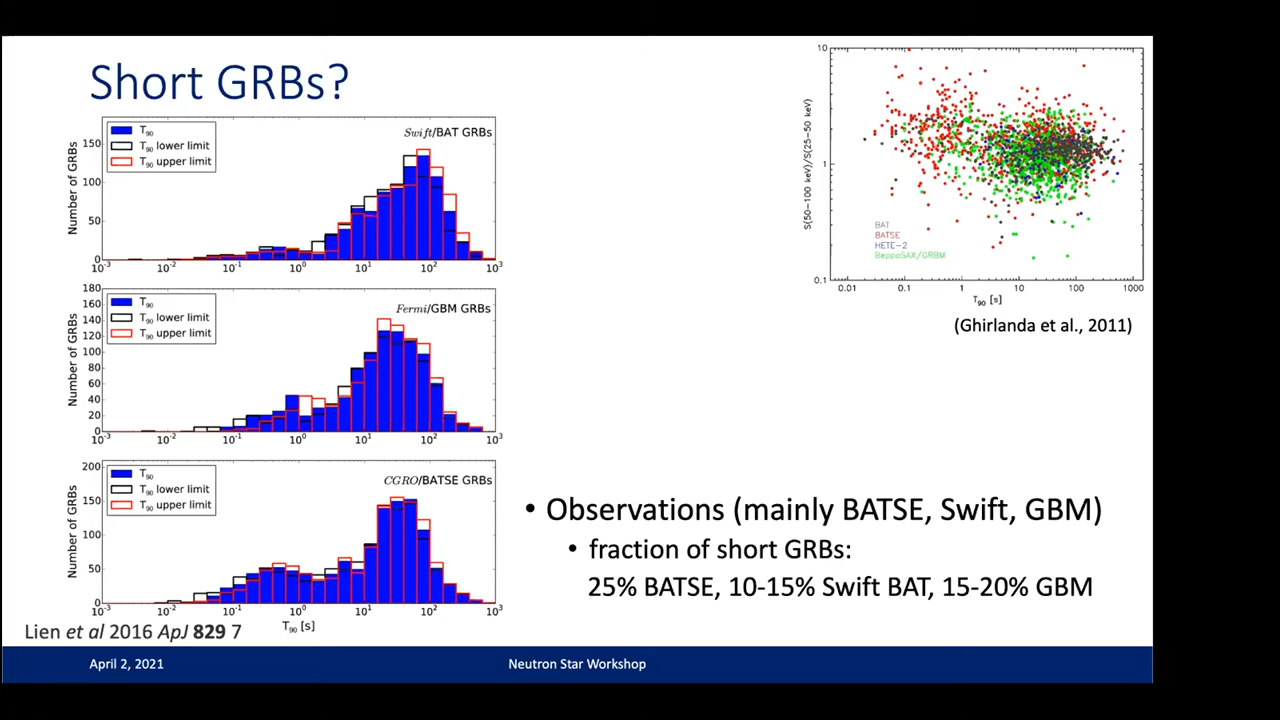 Short GRBs?
Swift/BAT GRBs
T90
T90 lower limit
T90 upper limit
Number of GRBs
150
100
50
0
10-3 10-2 10-1 100 101 102 103
Fermi/GBM GRBs
T90
T90 lower limit
T90 upper limit
Number of GRBs
180
160
140
120
100
80
60
40
20
0
10-3 10-2 10-1 100 101 102 103
CGRO/BATSE GRBs
T90
T90 lower limit
T90 upper limit
Number of GRBs
200
150
100
50
0
10-3 10-2 10-1 100 101 102 103
T90 [s]
Lien et al 2016 ApJ 829 7
10
1
0.1
S(50-100 keV)/S(25-50 keV)
BAT
BATSE
HETE-2
BeppoSAX/GRBM
0.01 0.1 1 10 100 1000
T90 [s]
(Ghirlanda et al., 2011)
• Observations (mainly BATSE, Swift, GBM)
• fraction of short GRBs:
25% BATSE, 10-15% Swift BAT, 15-20% GBM
April 2, 2021
Neutron Star Workshop